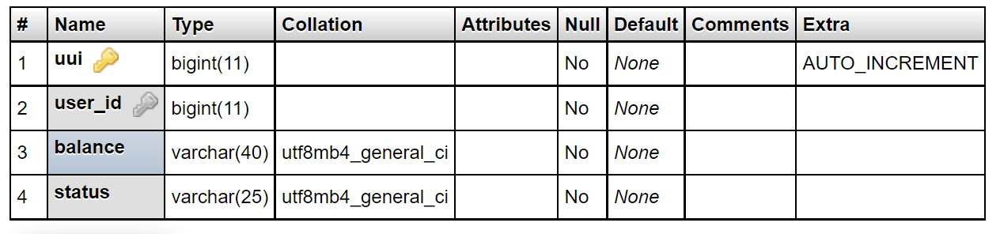 # Name Type Collation Attributes Null Default Comments Extra
1 uui bigint(11) No None AUTO_INCREMENT
2 user_id bigint(11) No None
3 balance varchar(40) utf8mb4_general_ci No None
4 status varchar(25) utf8mb4_general_ci No None